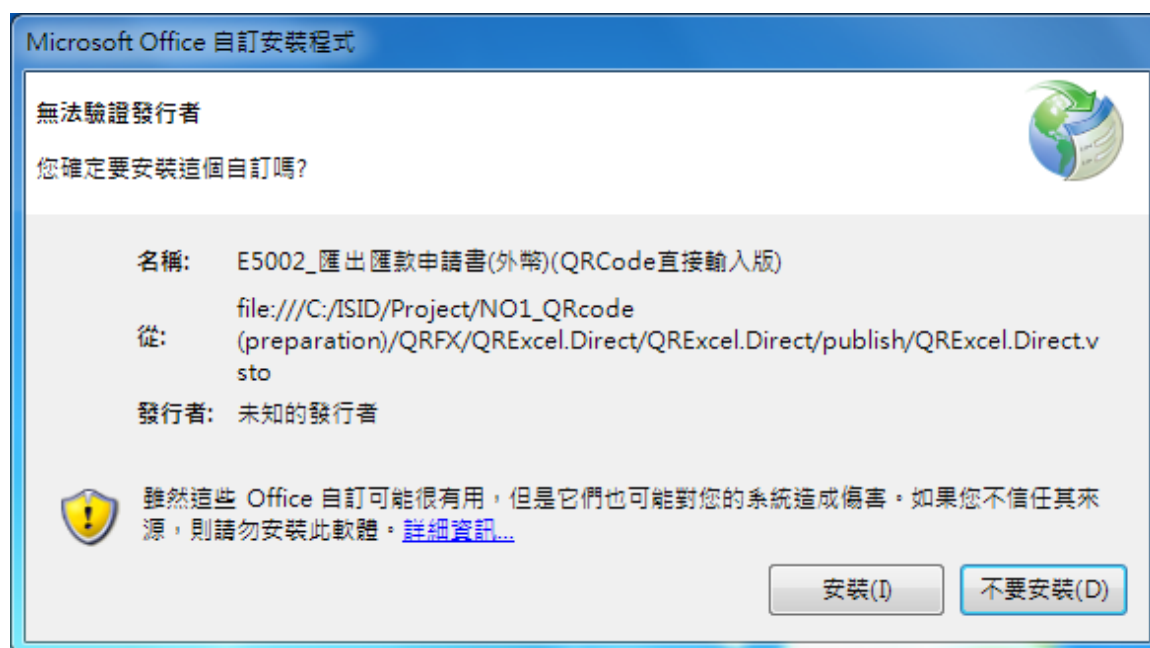 Microsoft Office 自訂安裝程式
無法驗證發行者
您確定要安裝這個自訂嗎?
名稱: E5002_匯出匯款申請書(外幣)(QRCode直接輸入版)
從: file:///C:/ISID/Project/NO1_QRcode
(preparation)/QRFX/QRExcel.Direct/QRExcel.Direct/publish/QRExcel.Direct.v
sto
發行者: 未知的發行者
雖然這些 Office 自訂可能很有用，但是它們也可能對您的系統造成傷害。如果您不信任其來
源，則請勿安裝此軟體。詳細資訊...
安裝(I) 不要安裝(D)